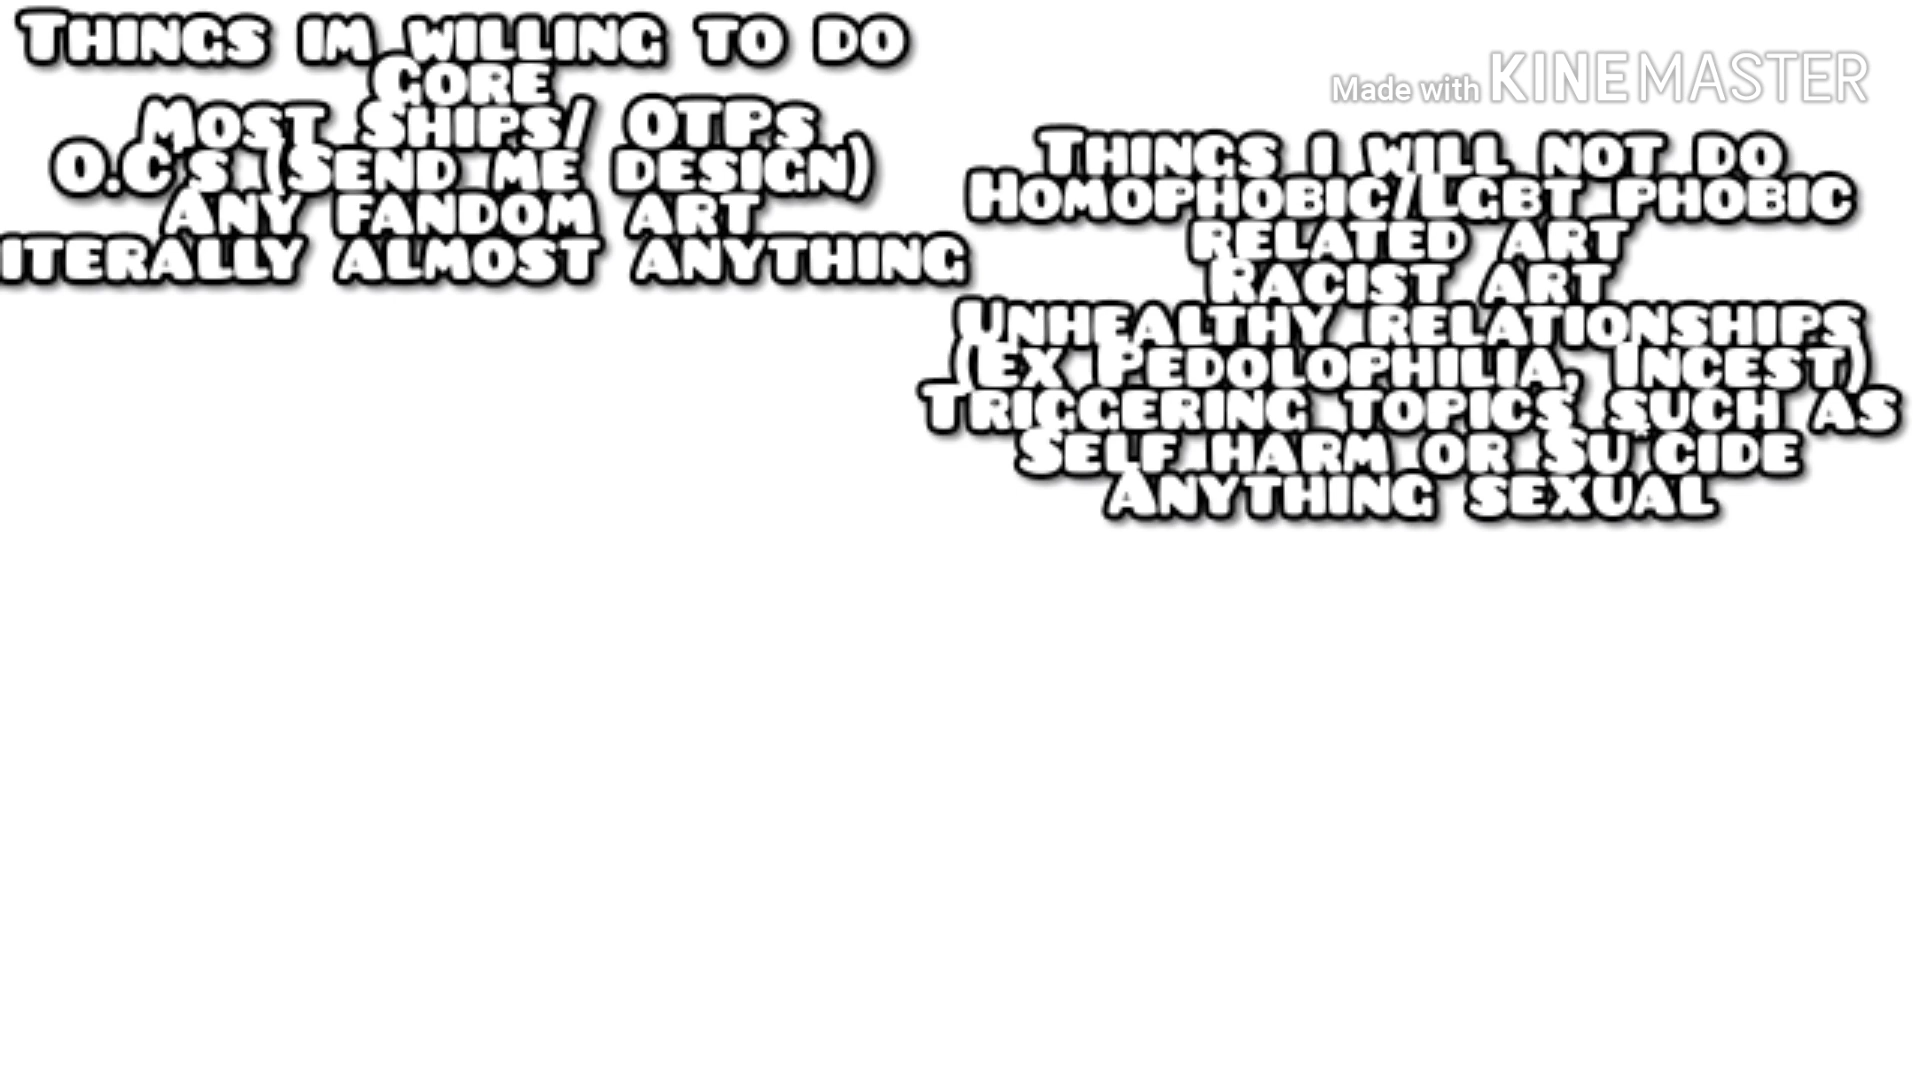 Things im willing to do
Gore
Most Ships/ OTPs
O.C's (Send me design)
Any fandom art
iterally almost anything
Made with KINEMASTER
Things i will not do
Homophobic/Lgbt phobic
related art
Racist art
Unhealthy relationships
(Ex Pedolophilia, Incest)
Triggering topics such as
Self harm or Su*cide
Anything sexual